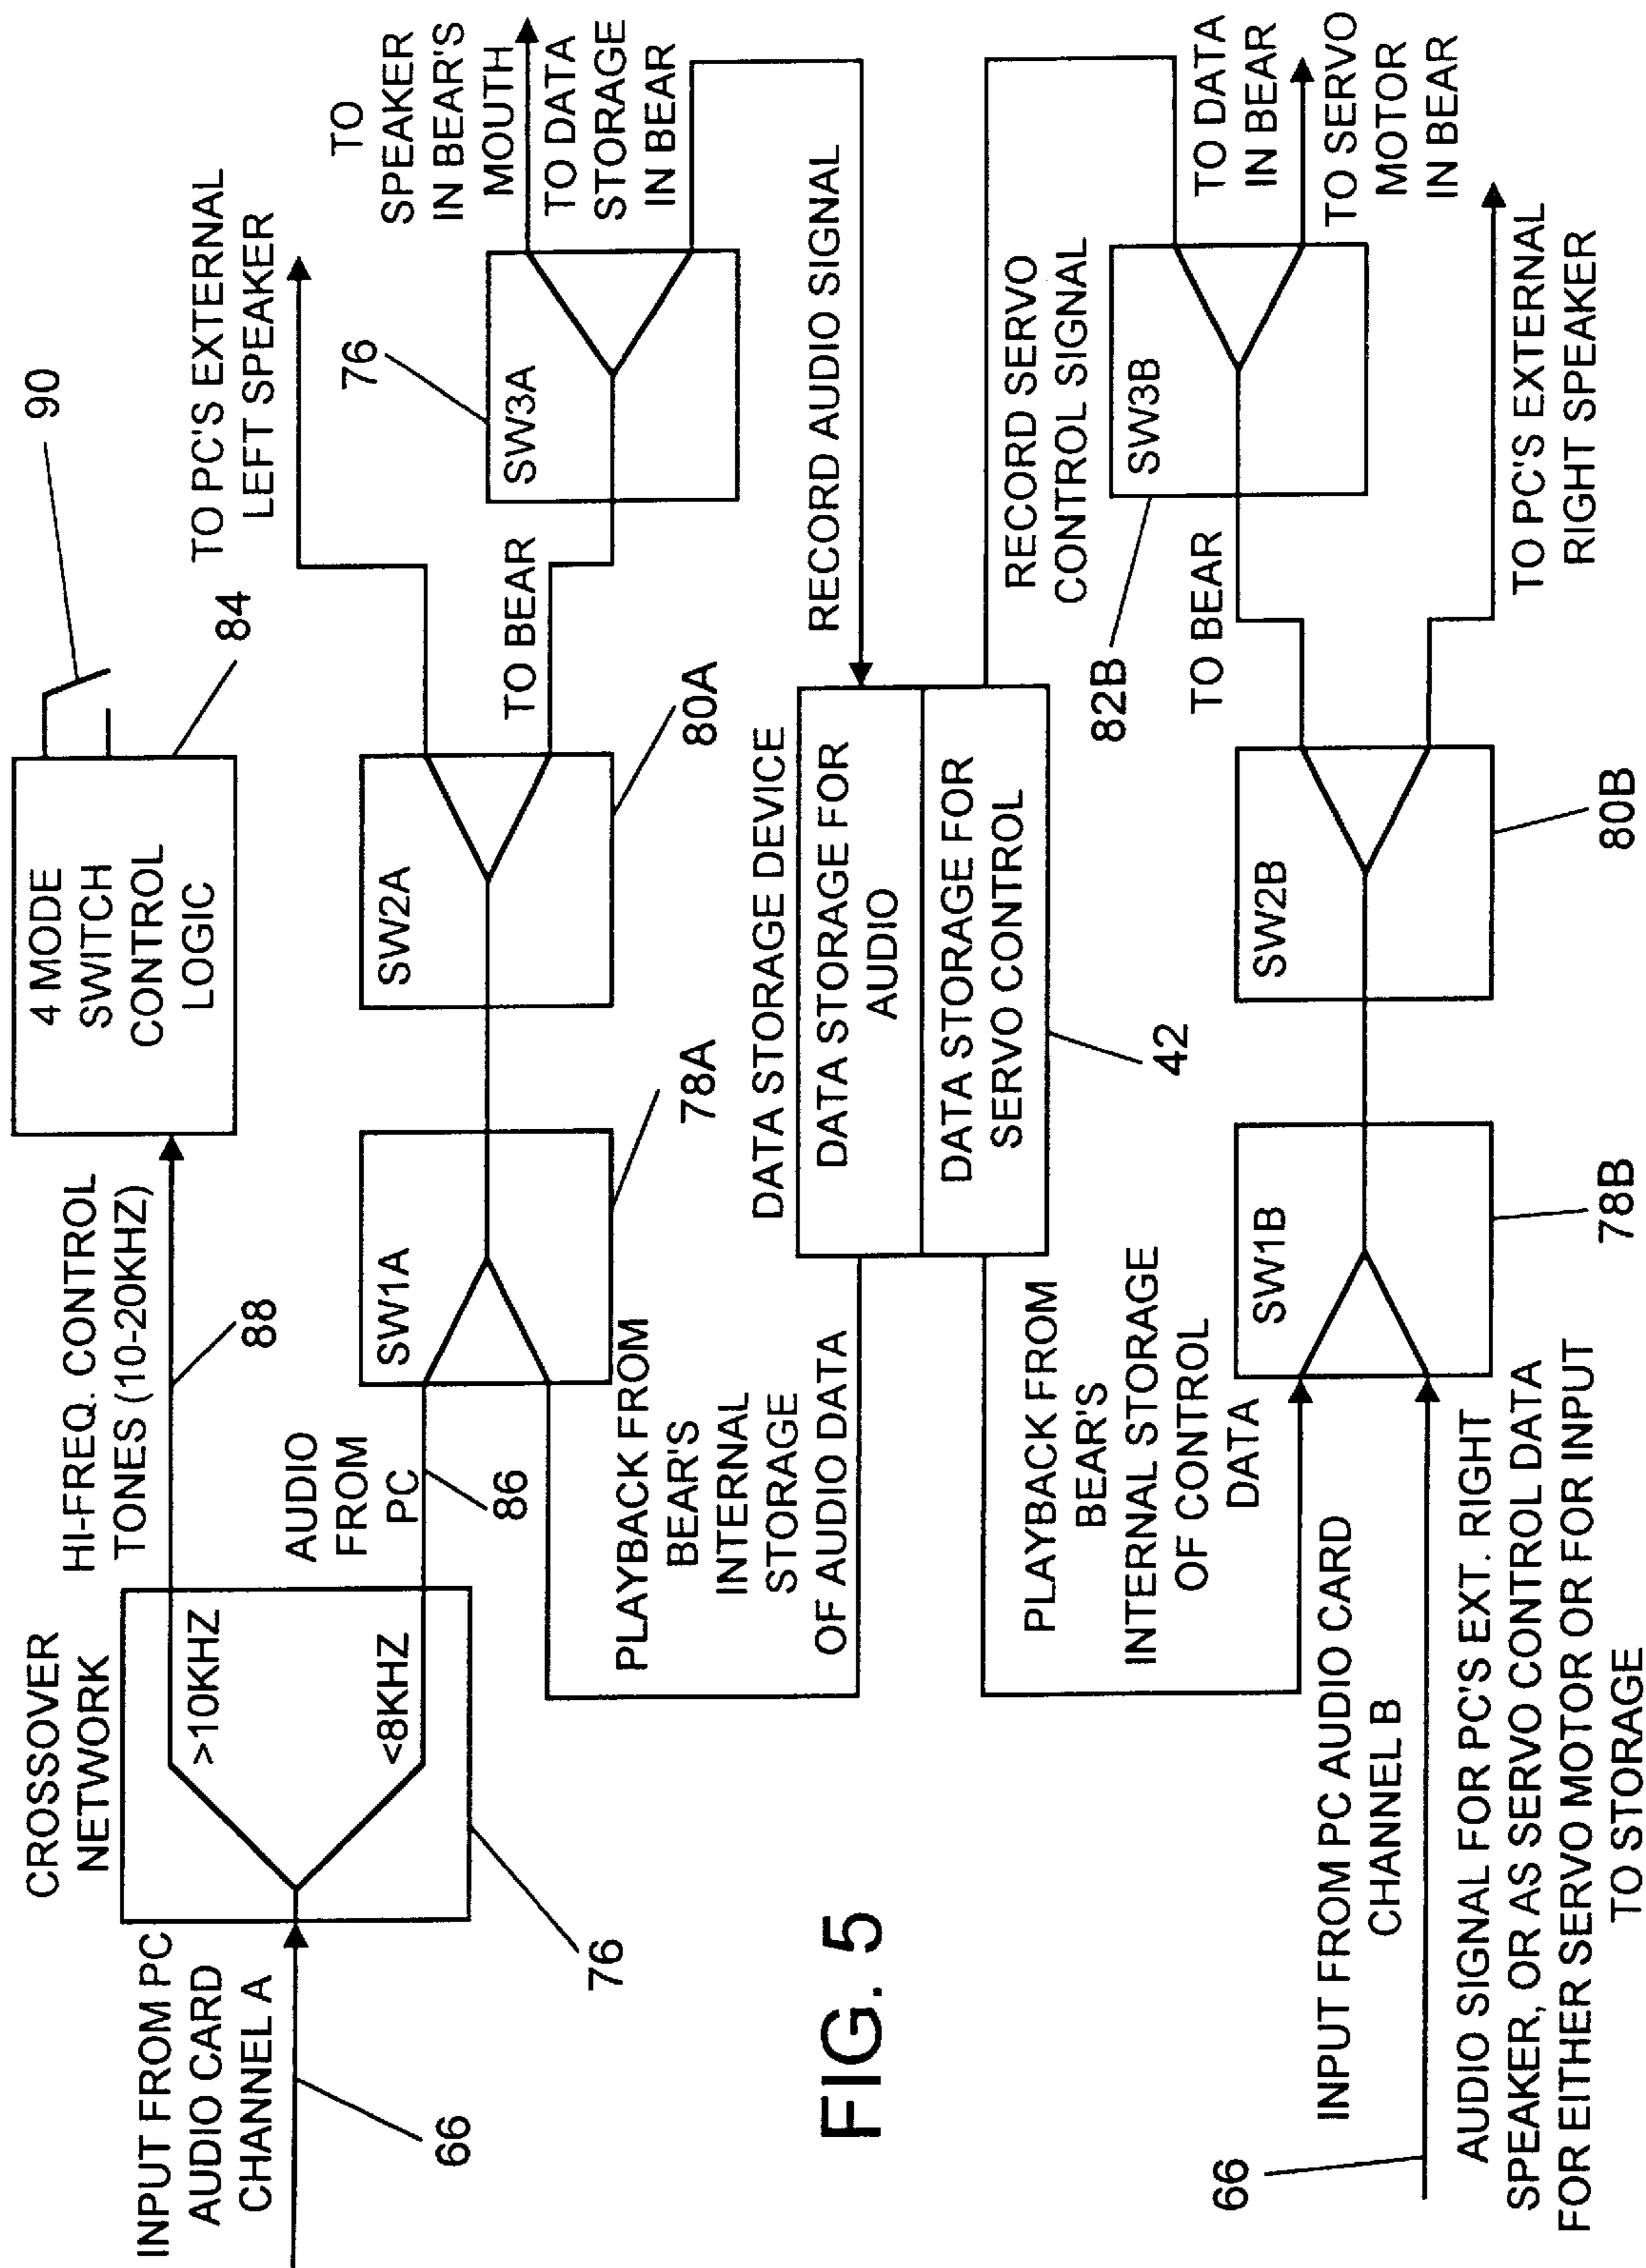 INPUT FROM PC
AUDIO CARD
CHANNEL A
66
CROSSOVER
NETWORK
>10KHZ
<8KHZ
76
HI-FREQ. CONTROL
TONES (10-20KHZ)
88
4 MODE
SWITCH
CONTROL
LOGIC
90
84
AUDIO
FROM
PC
86
SW1A
78A
SW2A
80A
TO PC'S EXTERNAL
LEFT SPEAKER
TO BEAR
76
SW3A
TO
SPEAKER
IN BEAR'S
MOUTH
TO DATA
STORAGE
IN BEAR
PLAYBACK FROM
BEAR'S
INTERNAL
STORAGE
OF AUDIO DATA
DATA STORAGE DEVICE
DATA STORAGE FOR
AUDIO
DATA STORAGE FOR
SERVO CONTROL
42
RECORD AUDIO SIGNAL
RECORD SERVO
CONTROL SIGNAL
FIG. 5
PLAYBACK FROM
BEAR'S
INTERNAL STORAGE
OF CONTROL
DATA
INPUT FROM PC AUDIO CARD
CHANNEL B
66
SW1B
78B
SW2B
80B
TO BEAR
82B
SW3B
TO DATA
IN BEAR
TO SERVO
MOTOR
IN BEAR
TO PC'S EXTERNAL
RIGHT SPEAKER
AUDIO SIGNAL FOR PC'S EXT. RIGHT
SPEAKER, OR AS SERVO CONTROL DATA
FOR EITHER SERVO MOTOR OR FOR INPUT
TO STORAGE